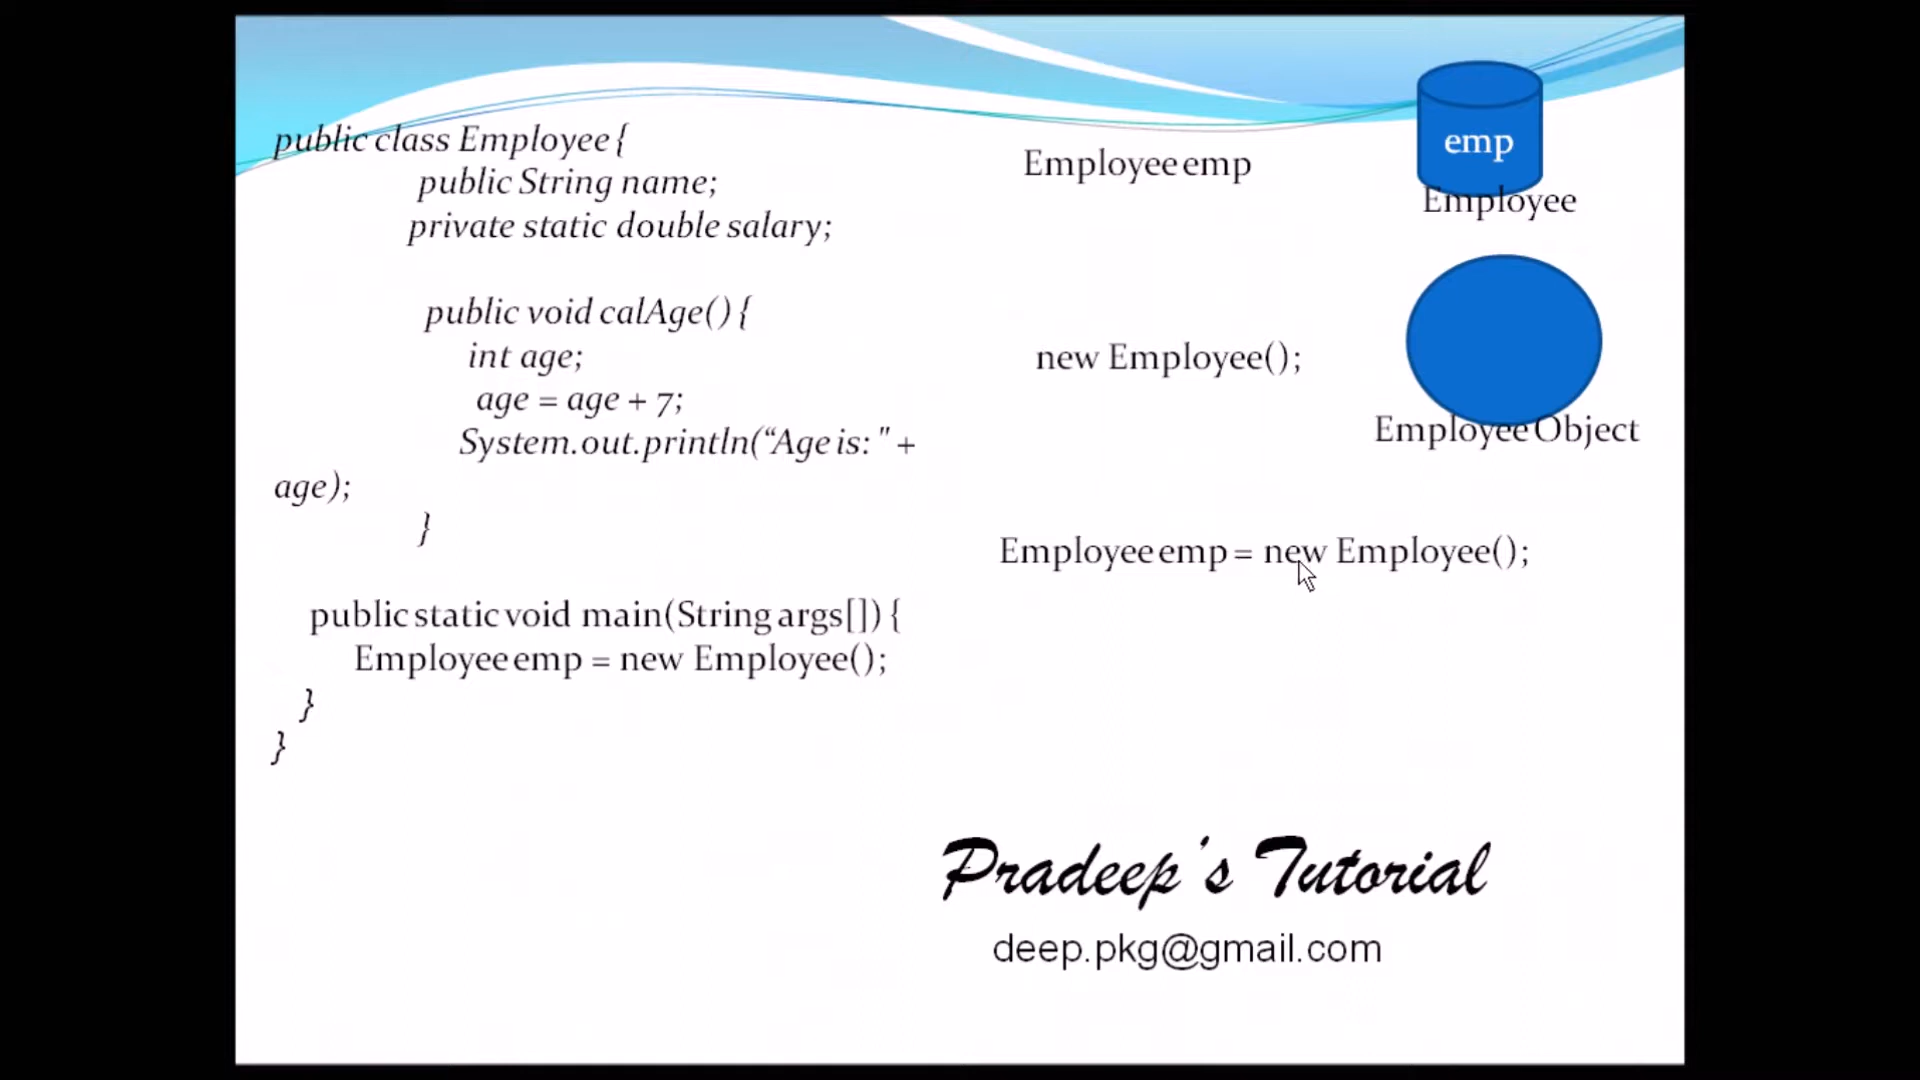 public class Employee {
public String name;
private static double salary;
public void calAge() {
int age;
age = age + 7;
System.out.println(“Age is: " +
age);
}
public static void main(String args[]) {
Employee emp = new Employee();
}
}
Employee emp
emp
Employee
new Employee();
Employee Object
Employee emp = new Employee();
Pradeep's Tutorial
deep.pkg@gmail.com